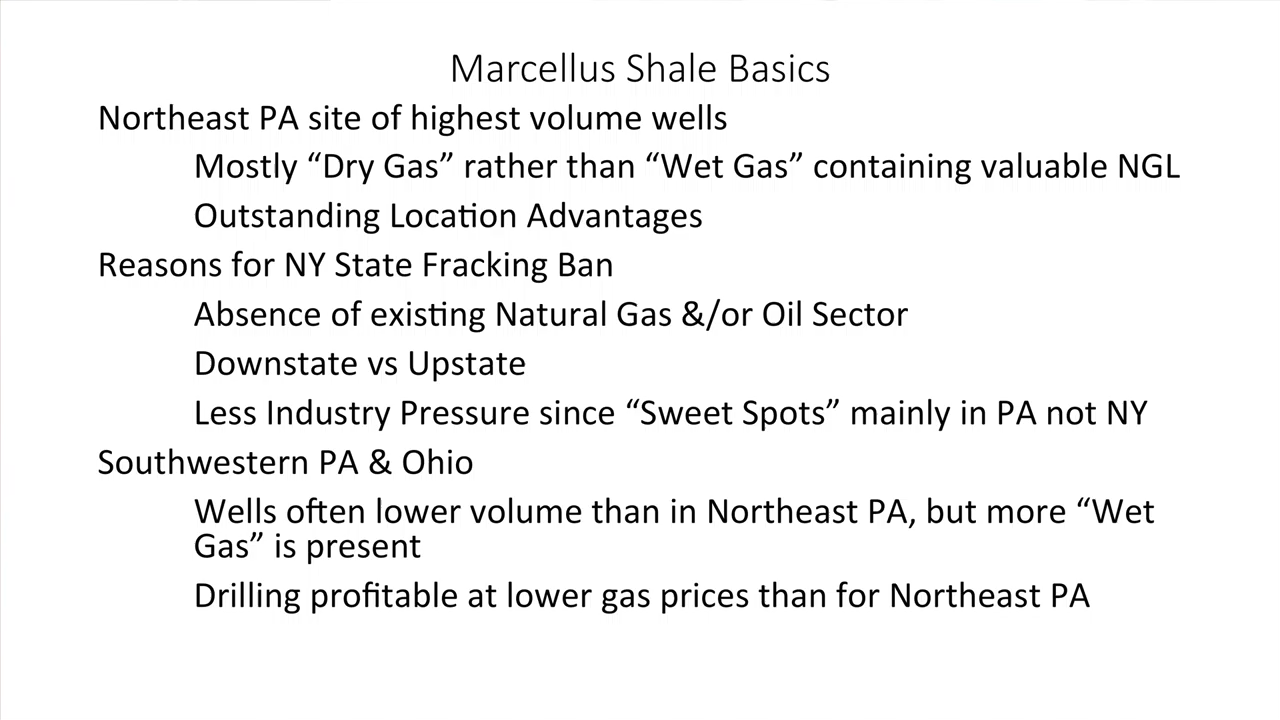 Marcellus Shale Basics
Northeast PA site of highest volume wells
Mostly “Dry Gas” rather than “Wet Gas” containing valuable NGL
Outstanding Location Advantages
Reasons for NY State Fracking Ban
Absence of existing Natural Gas &/or Oil Sector
Downstate vs Upstate
Less Industry Pressure since “Sweet Spots” mainly in PA not NY
Southwestern PA & Ohio
Wells often lower volume than in Northeast PA, but more “Wet
Gas” is present
Drilling profitable at lower gas prices than for Northeast PA